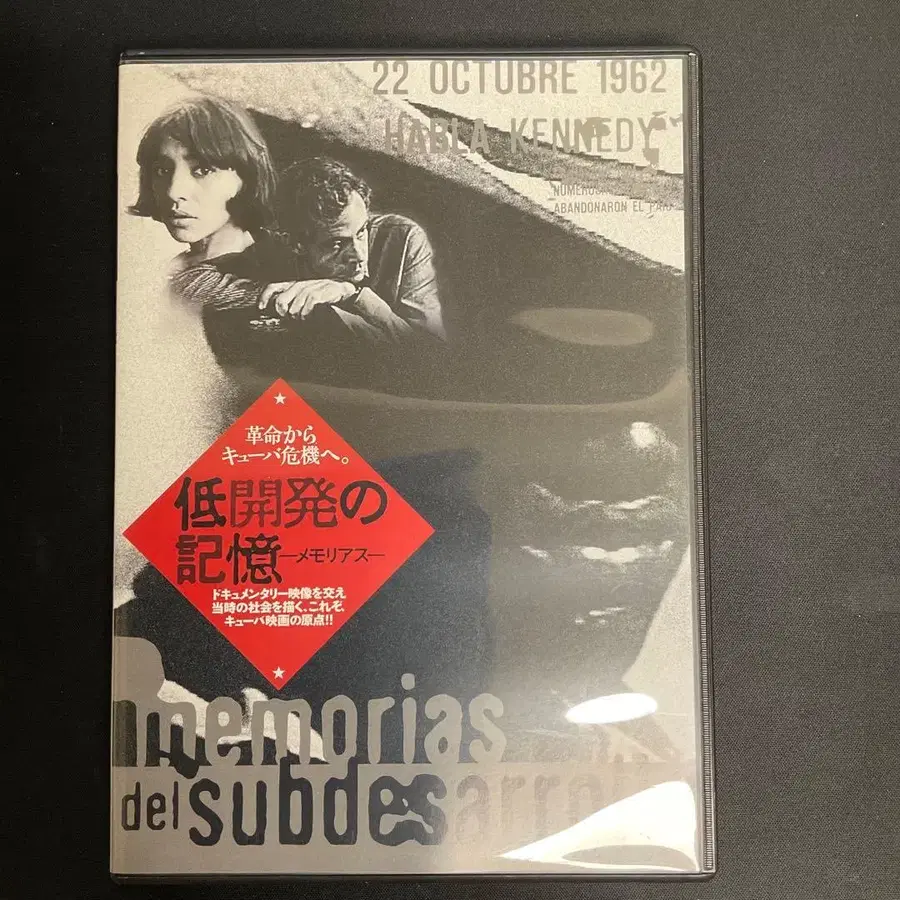 22 OCTUBRE 1962
HABLA KENNEDY
ABANDONARON EL
★
革命から
キューバ危機へ。
低開発の
記憶―メモリアス―
ドキュメンタリー映像を交え
当時の社会を描く、これぞ、
キューバ映画の原点!!
★
memorias
del subdesarro